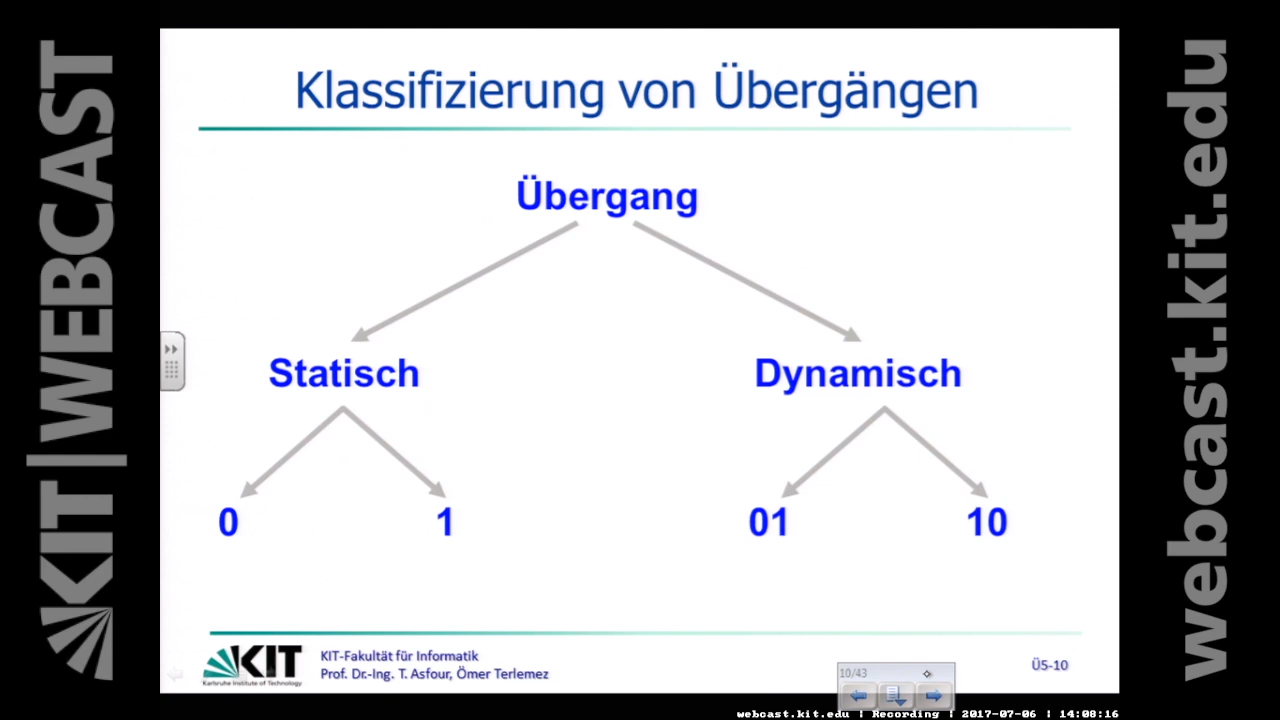 KIT | WEBCAST
Klassifizierung von Übergängen
Übergang
Statisch
Dynamisch
0
1
01
10
KIT
Karlsruhe Institute of Technology
KIT-Fakultät für Informatik
Prof. Dr.-Ing. T. Asfour, Ömer Terlemez
10/43
Ü5-10
webcast.kit.edu
webcast.kit.edu | Recording | 2017-07-06 | 14:08:16